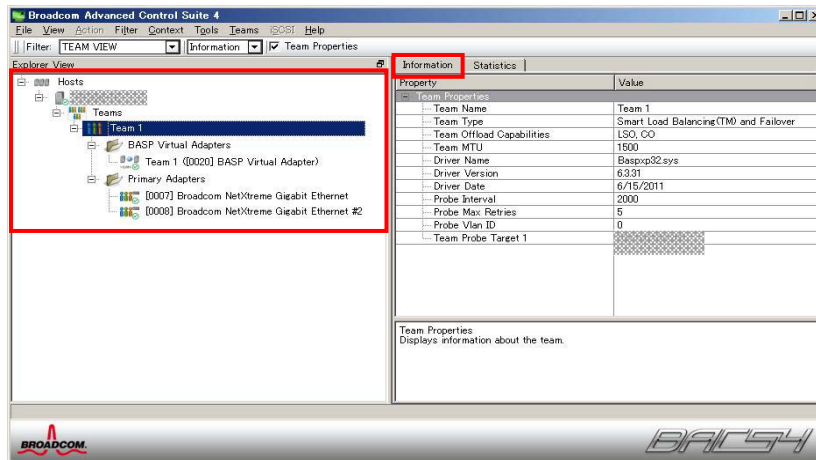 Broadcom Advanced Control Suite 4
File View Action Filter Context Tools Teams iSCSI Help
Filter: TEAM VIEW Information Team Properties
Explorer View
Hosts
Teams
Team 1
BASP Virtual Adapters
Team 1 ([0020] BASP Virtual Adapter)
Primary Adapters
[0007] Broadcom NetXtreme Gigabit Ethernet
[0008] Broadcom NetXtreme Gigabit Ethernet #2
Information Statistics
Property Value
Team Properties
Team Name Team 1
Team Type Smart Load Balancing(TM) and Failover
Team Offload Capabilities LSO, CO
Team MTU 1500
Driver Name Baspxp32.sys
Driver Version 6.3.31
Driver Date 6/15/2011
Probe Interval 2000
Probe Max Retries 5
Probe Vlan ID 0
Team Probe Target 1
Team Properties
Displays information about the team.
BROADCOM.
BACS4